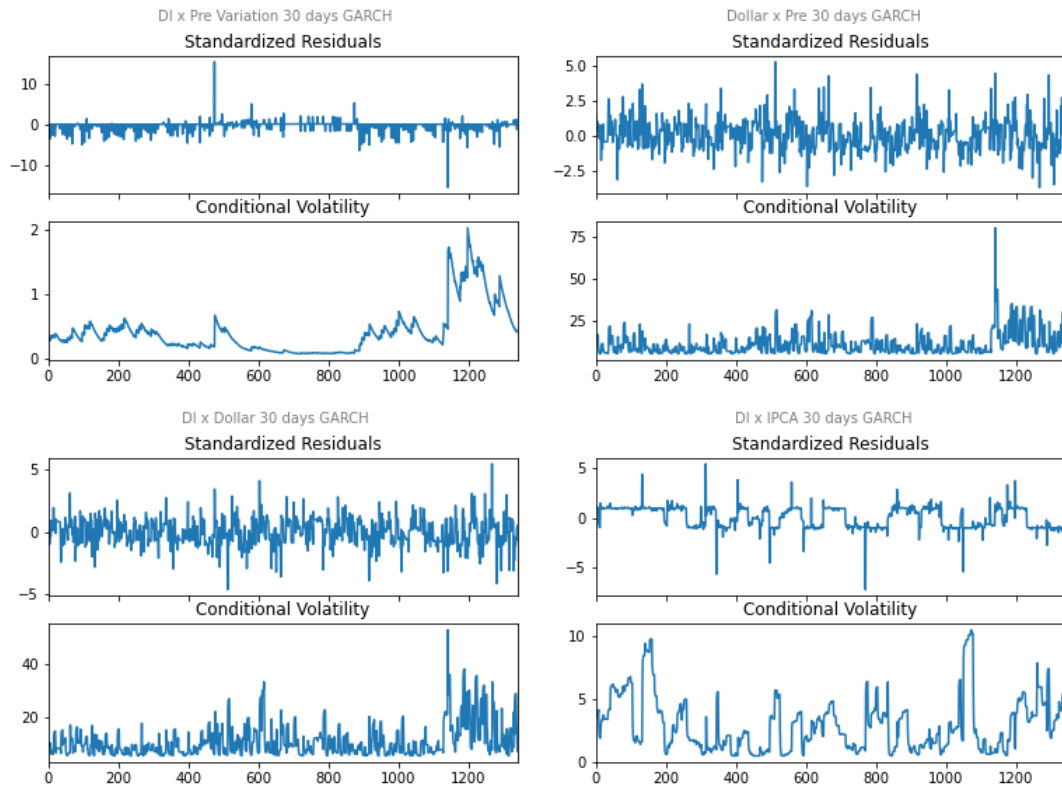 DI x Pre Variation 30 days GARCH
Standardized Residuals
10
0
−10
Conditional Volatility
2
1
0
0 200 400 600 800 1000 1200
Dollar x Pre 30 days GARCH
Standardized Residuals
5.0
2.5
0.0
−2.5
Conditional Volatility
75
50
25
0 200 400 600 800 1000 1200
DI x Dollar 30 days GARCH
Standardized Residuals
5
0
−5
Conditional Volatility
40
20
0 200 400 600 800 1000 1200
DI x IPCA 30 days GARCH
Standardized Residuals
5
0
−5
Conditional Volatility
10
5
0
0 200 400 600 800 1000 1200